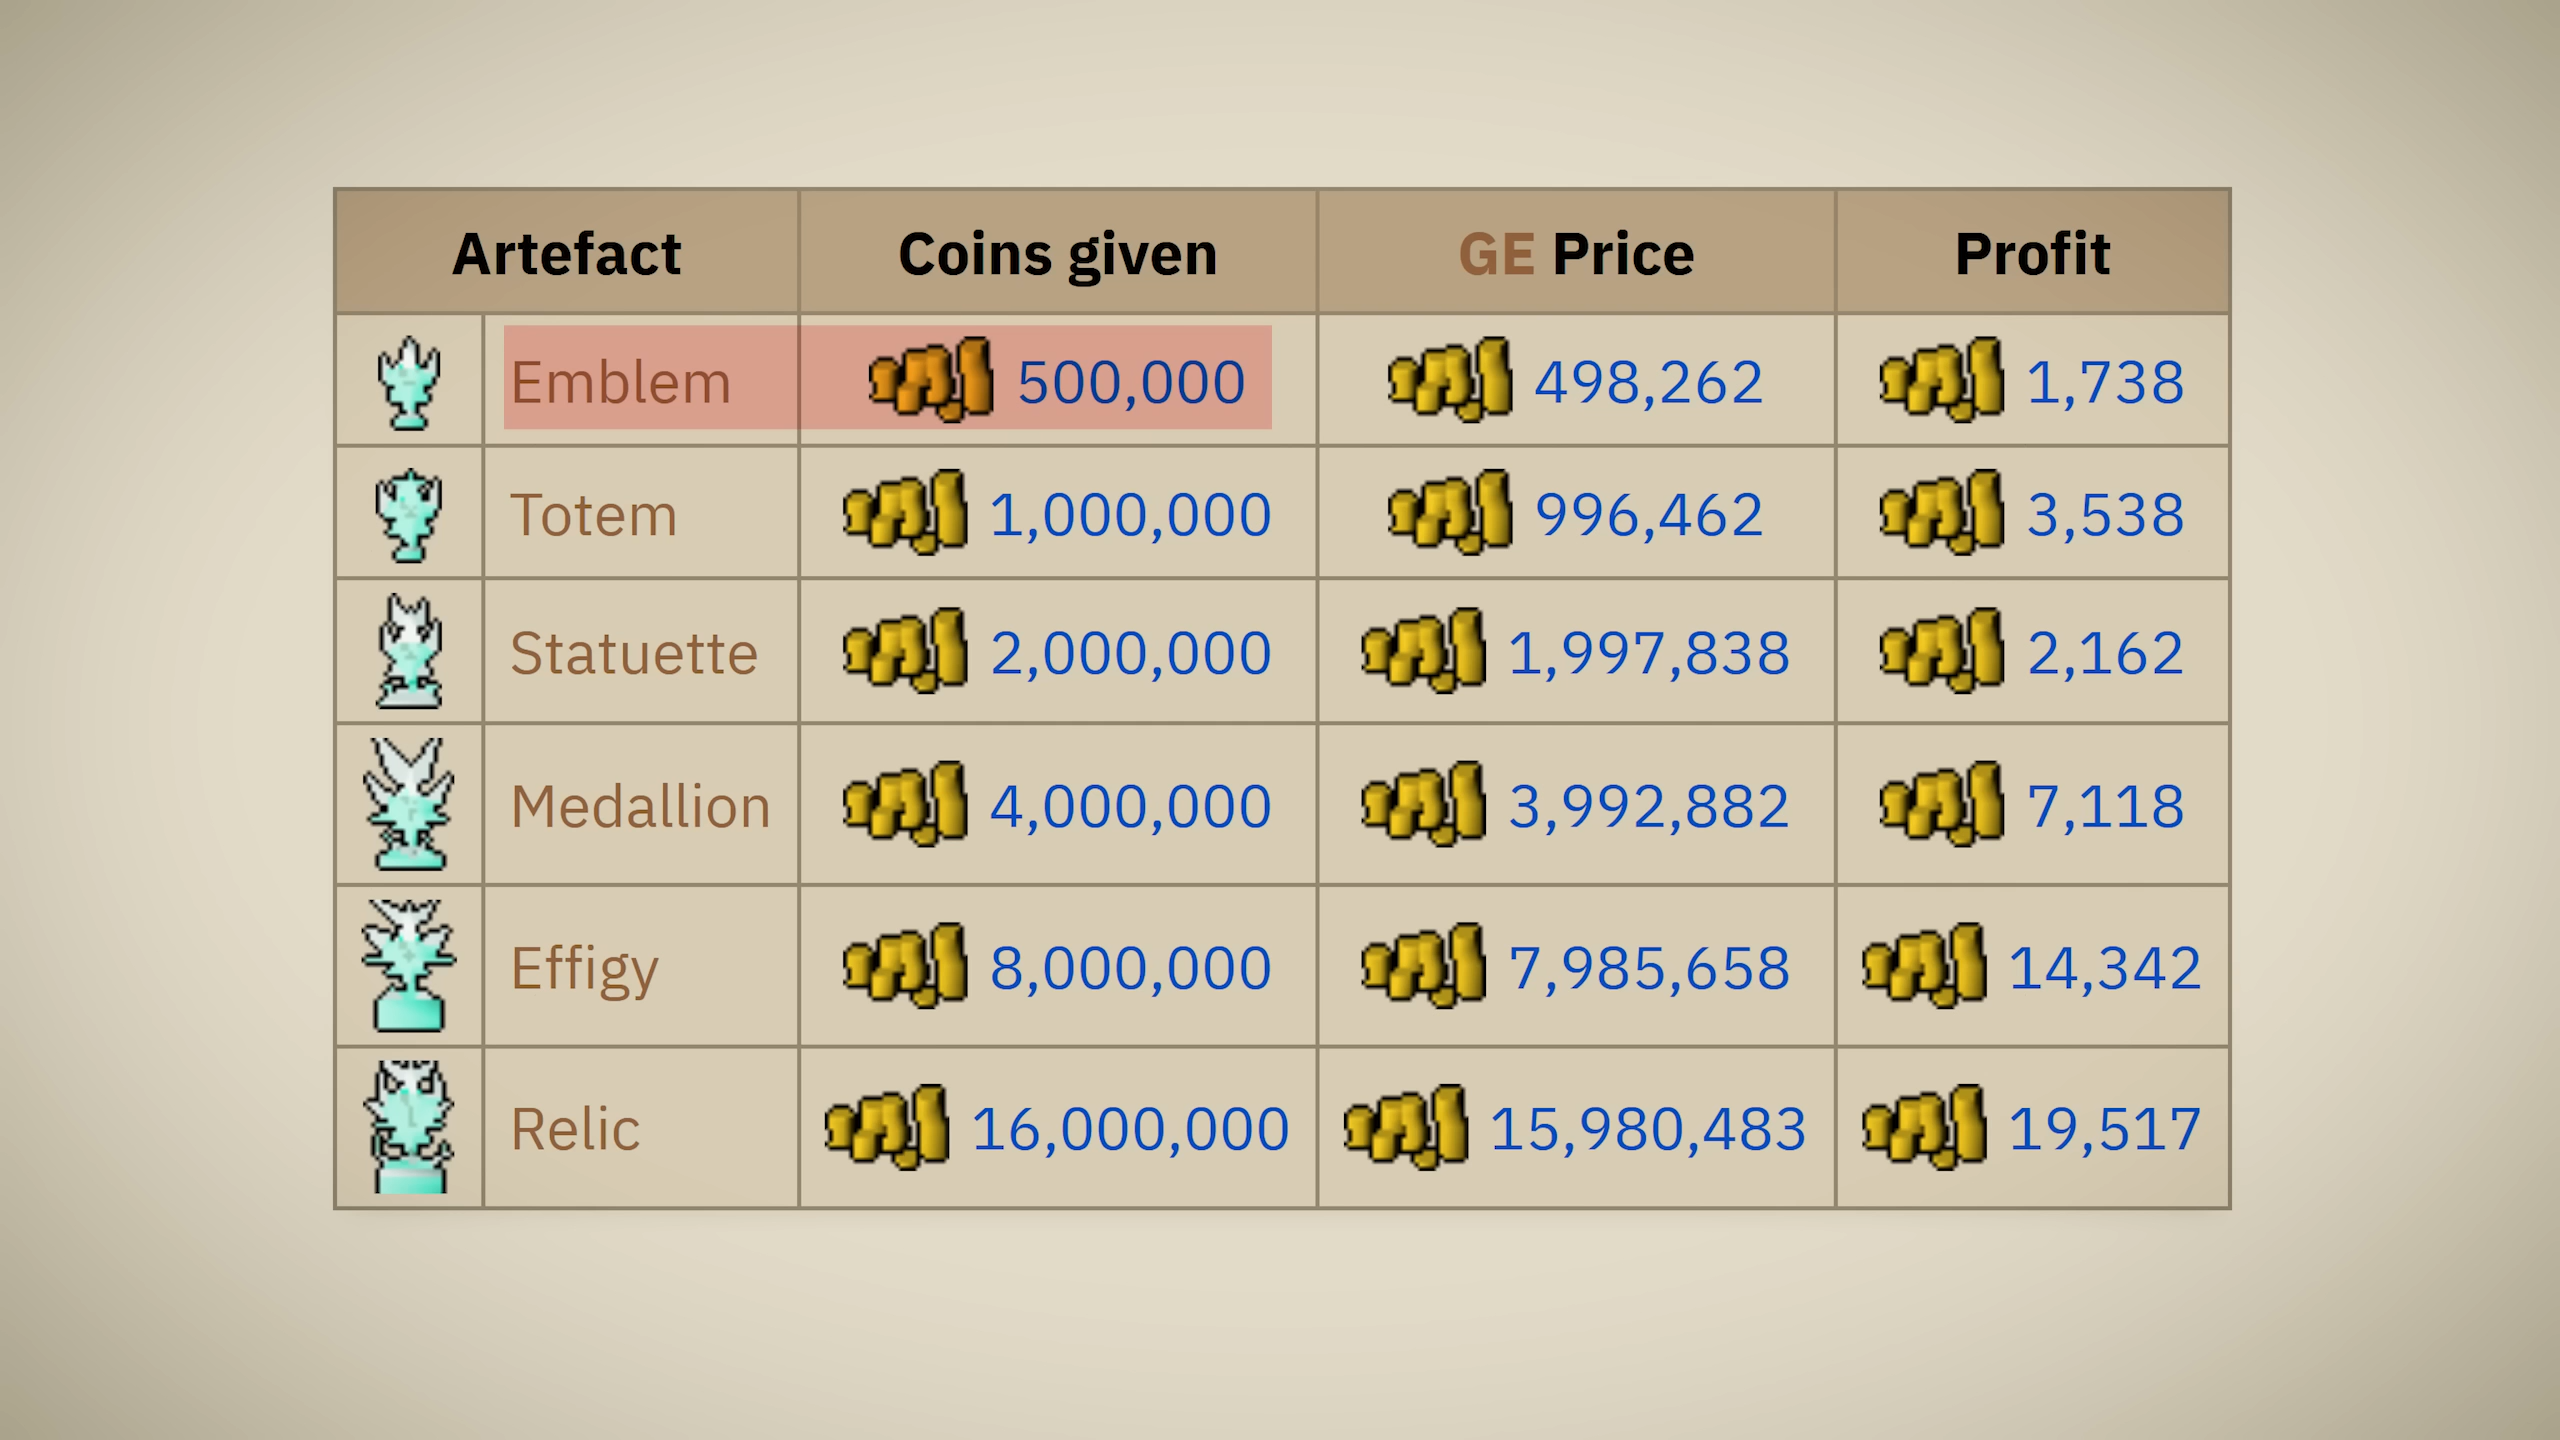 Artefact Coins given GE Price Profit
Emblem 500,000 498,262 1,738
Totem 1,000,000 996,462 3,538
Statuette 2,000,000 1,997,838 2,162
Medallion 4,000,000 3,992,882 7,118
Effigy 8,000,000 7,985,658 14,342
Relic 16,000,000 15,980,483 19,517